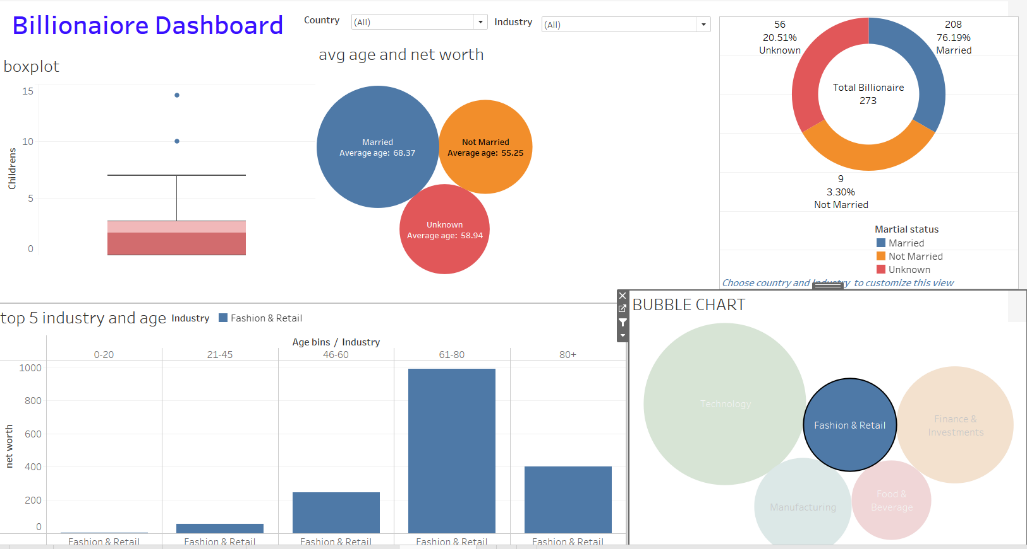 Billionaiore Dashboard
Country
(All)
Industry
(All)
boxplot
15
10
5
0
Childrens
avg age and net worth
Married
Average age: 68.37
Not Married
Average age: 55.25
Unknown
Average age: 58.94
56
20.51%
Unknown
208
76.19%
Married
Total Billionaire
273
9
3.30%
Not Married
Martial status
Married
Not Married
Unknown
Choose country and Industry to customize this view
top 5 industry and age
Industry
Fashion & Retail
Age bins / Industry
0-20
21-45
46-60
61-80
80+
1000
800
600
400
200
0
net worth
Fashion & Retail
Fashion & Retail
Fashion & Retail
Fashion & Retail
Fashion & Retail
BUBBLE CHART
Technology
Fashion & Retail
Finance &
Investments
Manufacturing
Food &
Beverage